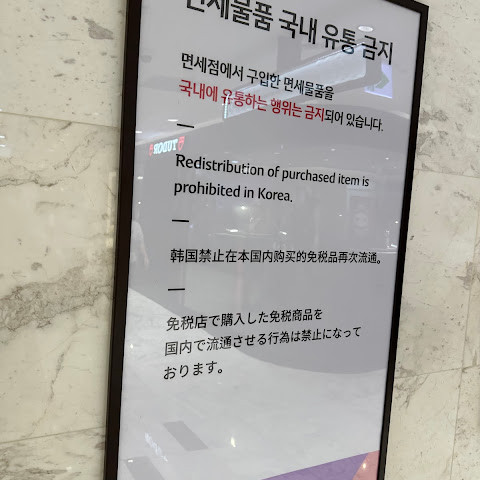 면세물품 국내 유통 금지
면세점에서 구입한 면세물품을
국내에 유통하는 행위는 금지되어 있습니다.
Redistribution of purchased item is
prohibited in Korea.
韩国禁止在本国内购买的免税品再次流通。
免税店で購入した免税商品を
国内で流通させる行為は禁止になって
おります。
TUDOR